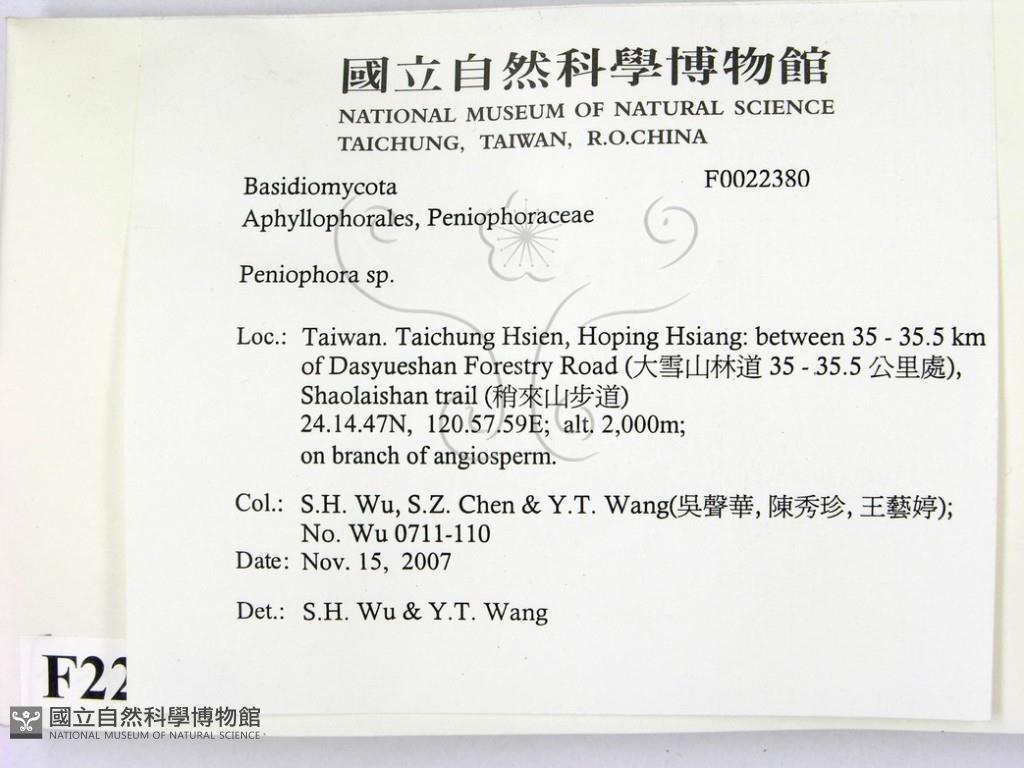 國立自然科學博物館
NATIONAL MUSEUM OF NATURAL SCIENCE
TAICHUNG, TAIWAN, R.O.CHINA
Basidiomycota F0022380
Aphyllophorales, Peniophoraceae
Peniophora sp.
Loc.: Taiwan. Taichung Hsien, Hoping Hsiang: between 35 - 35.5 km
of Dasyueshan Forestry Road (大雪山林道 35 - 35.5 公里處),
Shaolaishan trail (稍來山步道)
24.14.47N, 120.57.59E; alt. 2,000m;
on branch of angiosperm.
Col.: S.H. Wu, S.Z. Chen & Y.T. Wang(吳聲華, 陳秀珍, 王藝婷);
No. Wu 0711-110
Date: Nov. 15, 2007
Det.: S.H. Wu & Y.T. Wang
F22
國立自然科學博物館
NATIONAL MUSEUM OF NATURAL SCIENCE